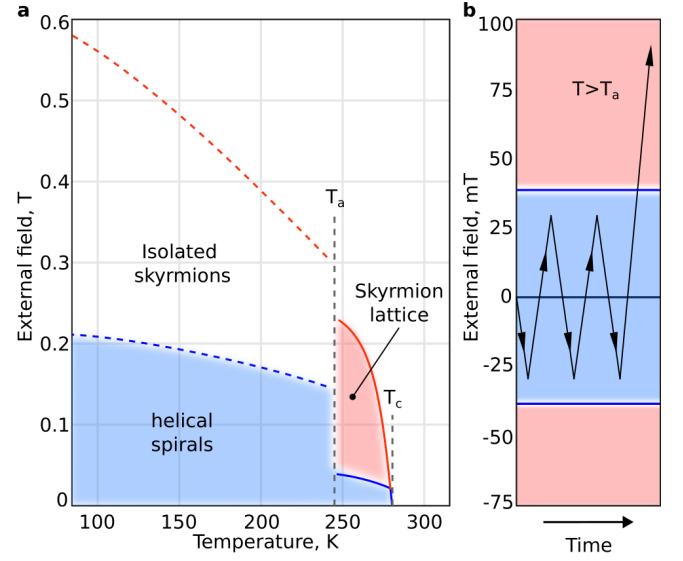 a
External field, T
0.6
0.5
0.4
0.3
0.2
0.1
0
100
150
200
250
300
Temperature, K
Isolated
skyrmions
helical
spirals
Tₐ
Skyrmion
lattice
T꜀
b
External field, mT
100
75
50
25
0
-25
-50
-75
T>Tₐ
Time